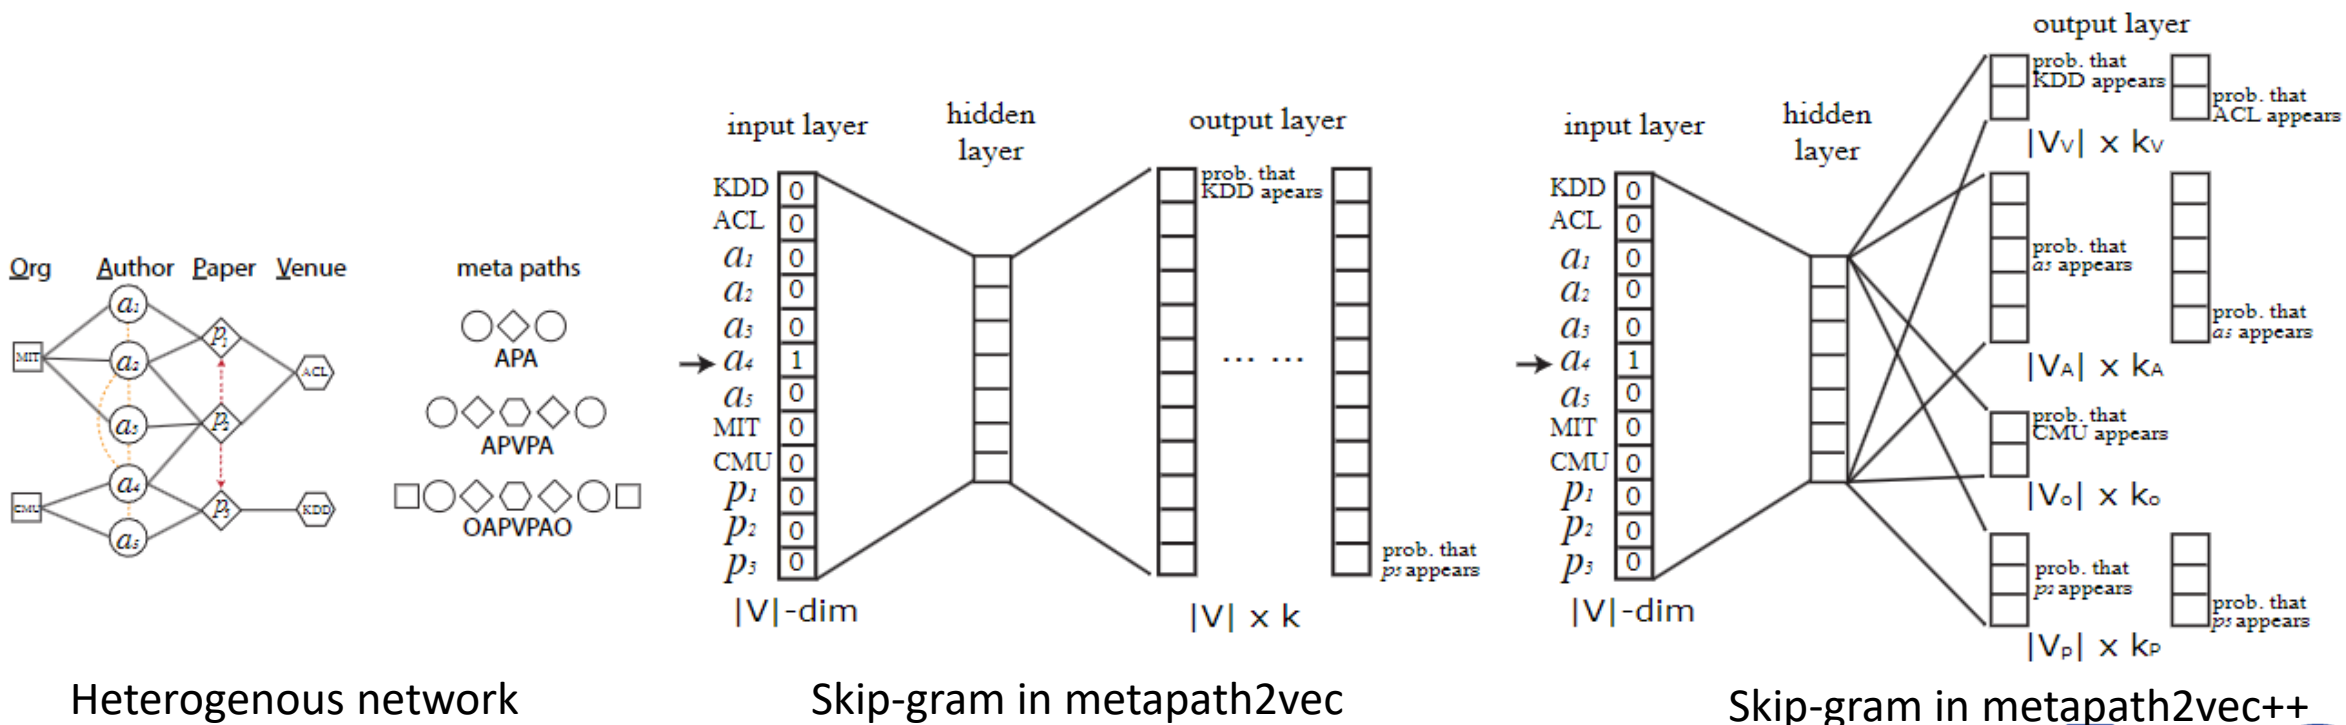 Org Author Paper Venue
MIT
CMU
a1
a2
a3
a4
a5
p1
p2
p3
ACL
KDD
meta paths
APA
APVPA
OAPVPAO
Heterogenous network
input layer
hidden
layer
output layer
KDD 0
ACL 0
a1 0
a2 0
a3 0
a4 1
a5 0
MIT 0
CMU 0
p1 0
p2 0
p3 0
|V|-dim
prob. that
KDD apears
... ...
prob. that
p3 appears
|V| x k
Skip-gram in metapath2vec
input layer
hidden
layer
output layer
KDD 0
ACL 0
a1 0
a2 0
a3 0
a4 1
a5 0
MIT 0
CMU 0
p1 0
p2 0
p3 0
|V|-dim
prob. that
KDD appears
prob. that
ACL appears
|VV| x kV
prob. that
a3 appears
prob. that
a5 appears
|VA| x kA
prob. that
CMU appears
|VO| x kO
prob. that
p2 appears
prob. that
p3 appears
|VP| x kP
Skip-gram in metapath2vec++